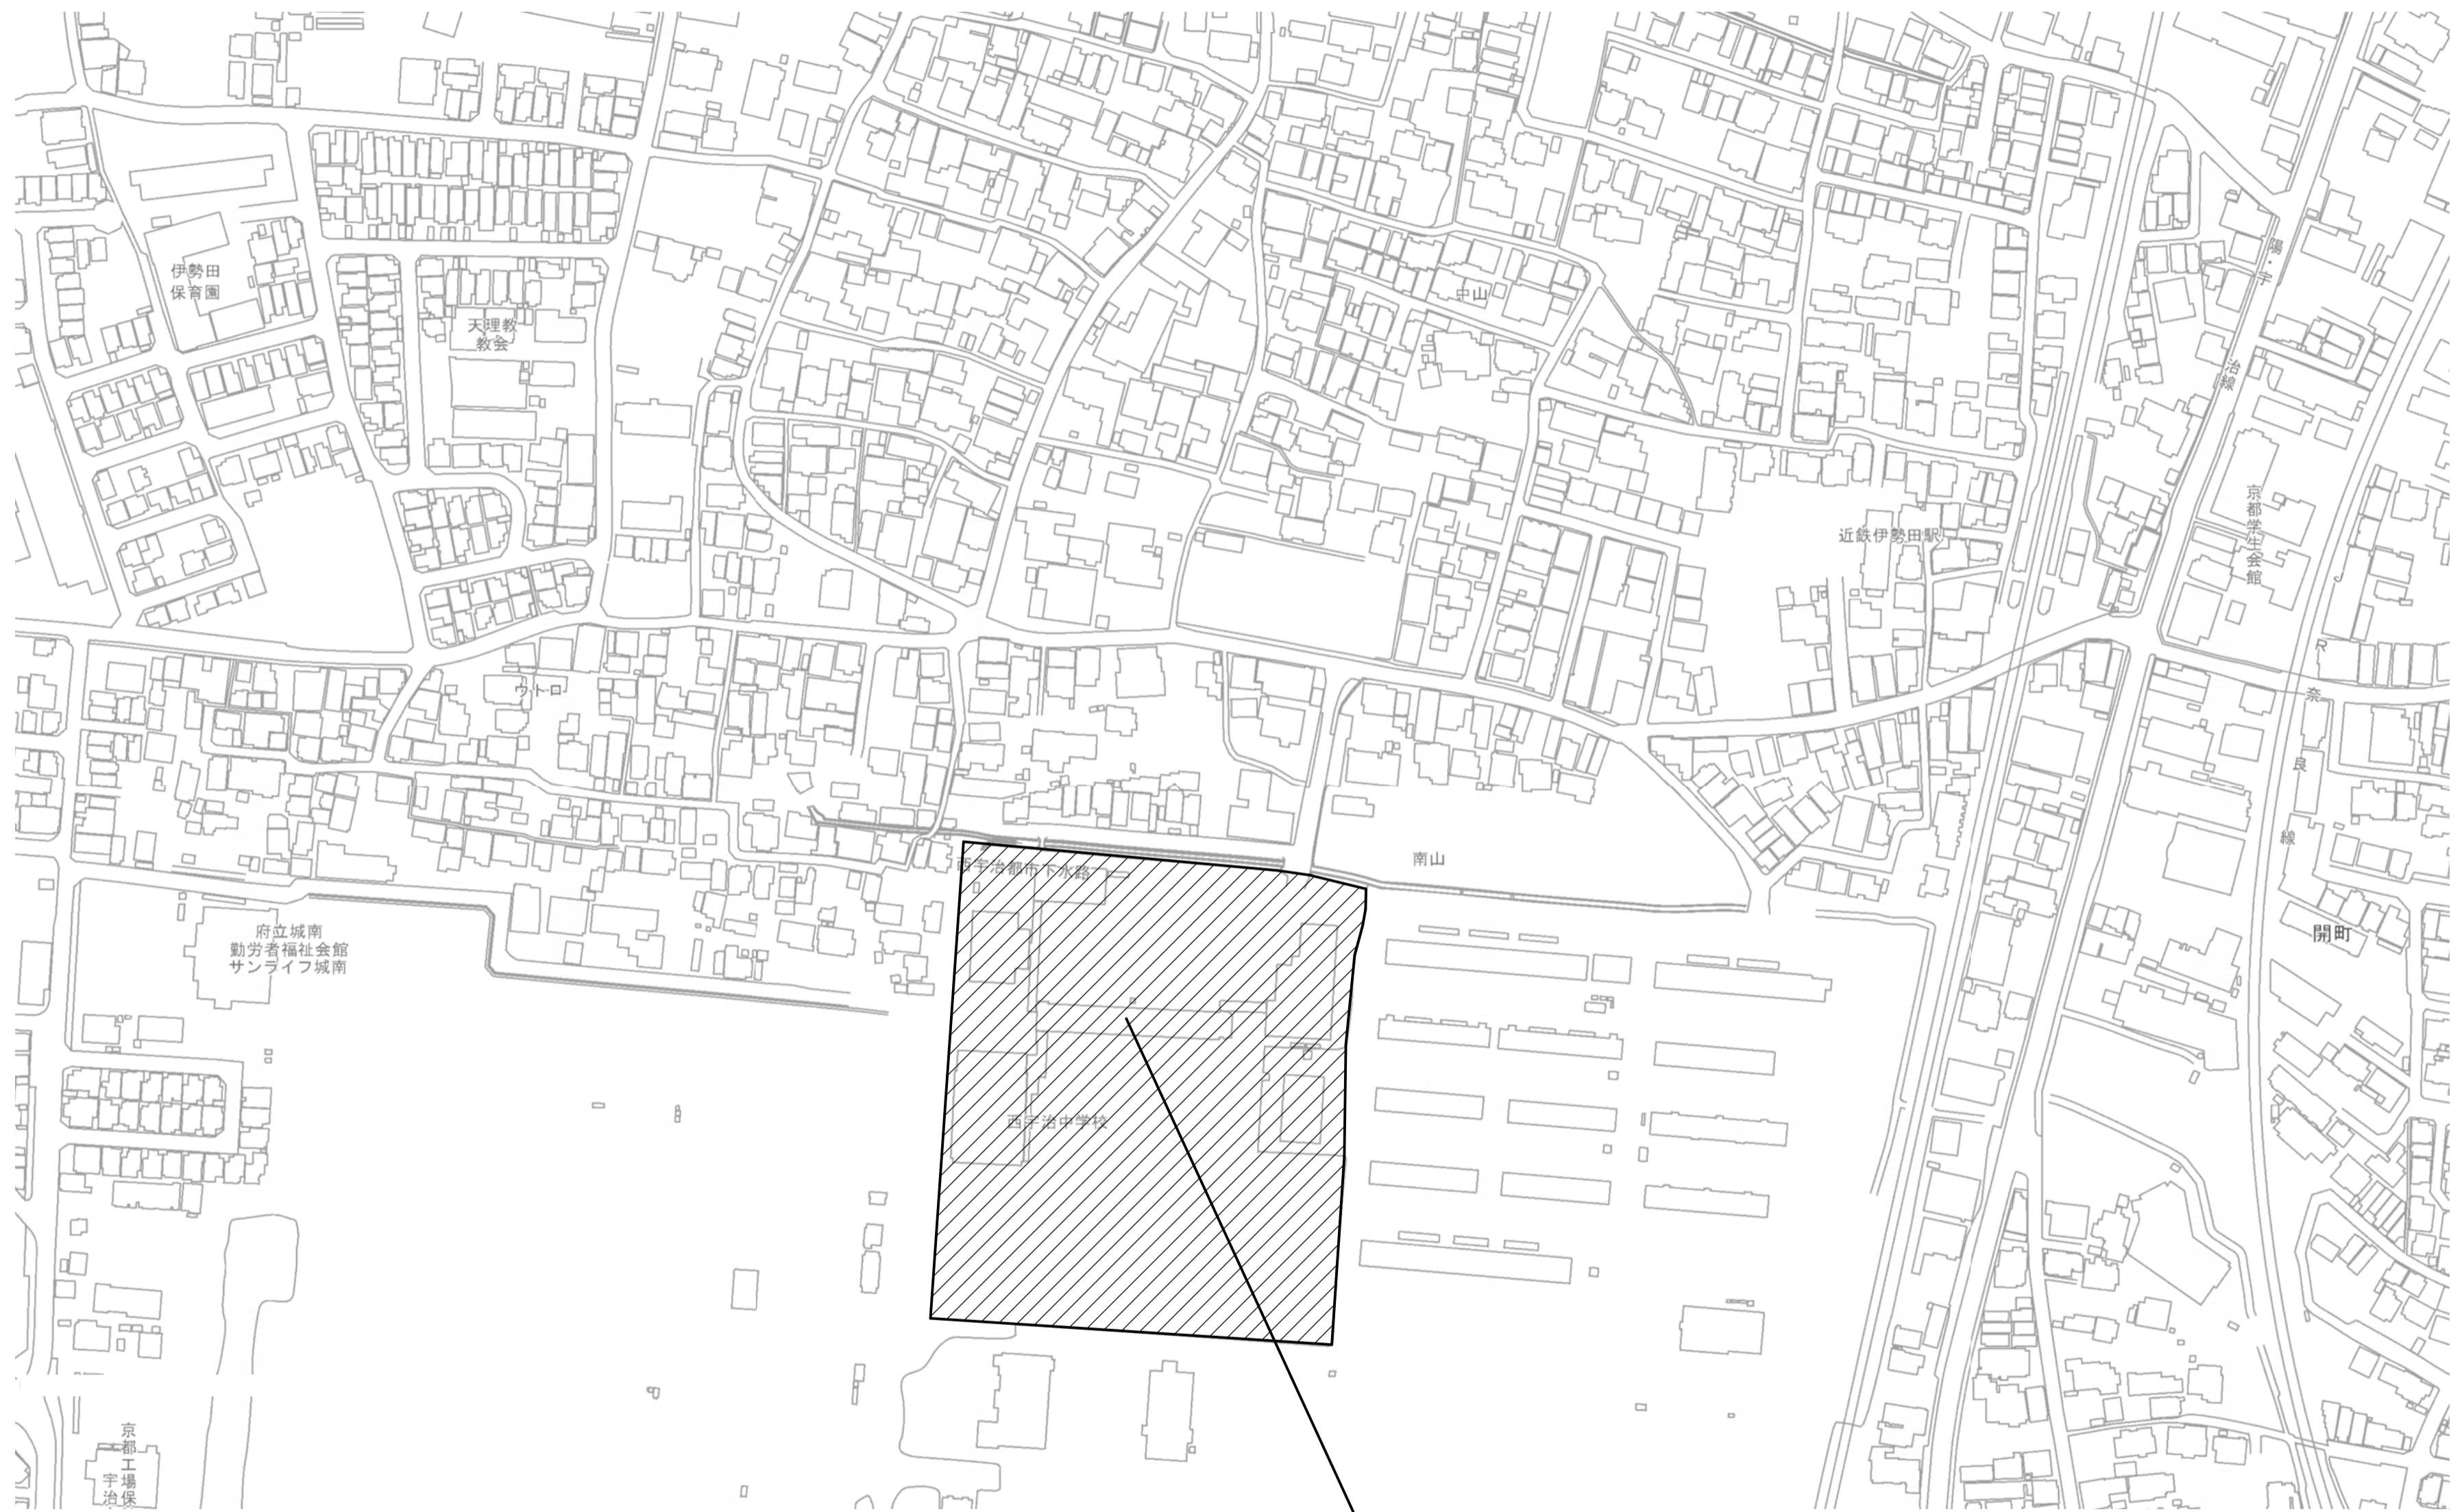 伊勢田
保育園
天理教
教会
中山
陽・宇
治線
近鉄伊勢田駅
京都学生会館
ウトロ
JR奈良線
西宇治都市下水路
南山
府立城南
勤労者福祉会館
サンライフ城南
開町
西宇治中学校
京都工場保
宇治